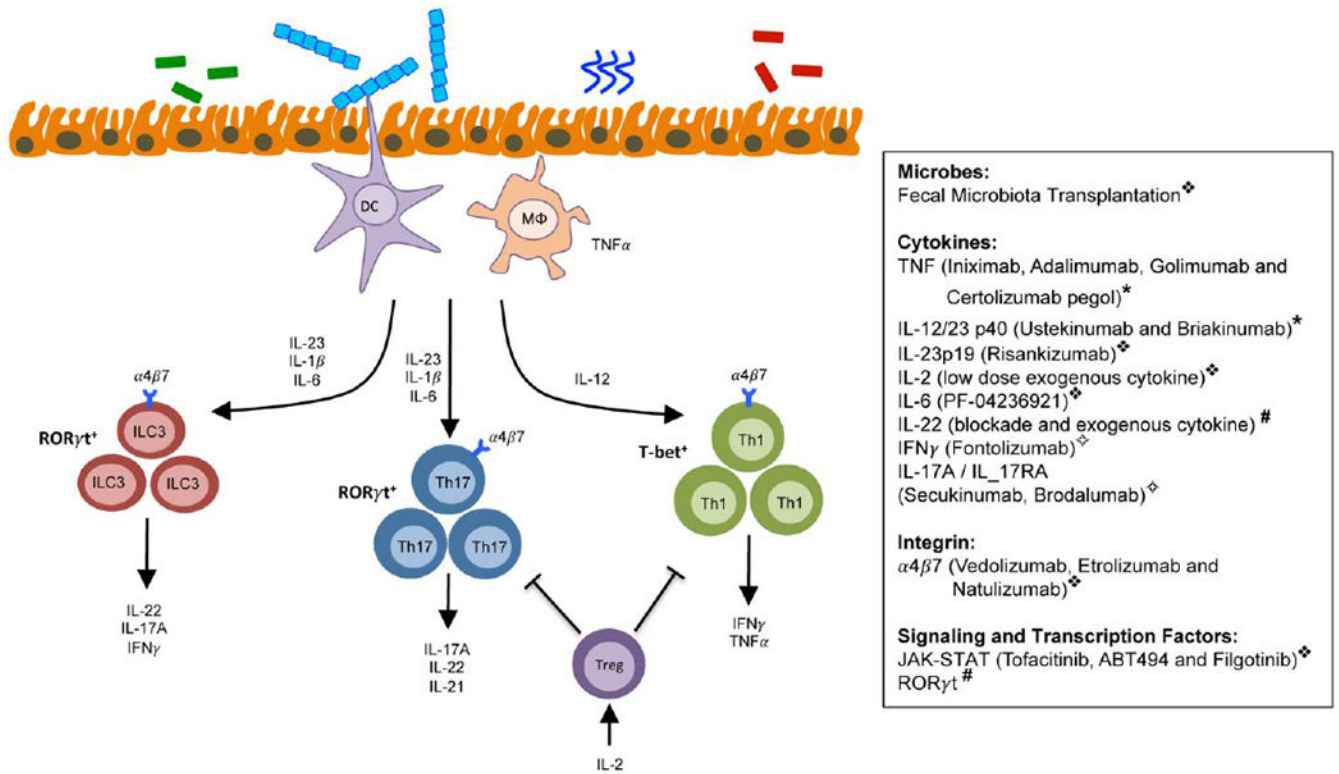 DC
MΦ
TNFα
IL-23
IL-1β
IL-6
IL-23
IL-1β
IL-6
IL-12
α4β7
RORγt⁺
ILC3
ILC3
ILC3
α4β7
RORγt⁺
Th17
Th17
Th17
α4β7
T-bet⁺
Th1
Th1
Th1
IL-22
IL-17A
IFNγ
IL-17A
IL-22
IL-21
IFNγ
TNFα
Treg
IL-2
Microbes:
Fecal Microbiota Transplantation❖
Cytokines:
TNF (Iniximab, Adalimumab, Golimumab and
Certolizumab pegol)*
IL-12/23 p40 (Ustekinumab and Briakinumab)*
IL-23p19 (Risankizumab)❖
IL-2 (low dose exogenous cytokine)❖
IL-6 (PF-04236921)❖
IL-22 (blockade and exogenous cytokine)#
IFNγ (Fontolizumab)✧
IL-17A / IL_17RA
(Secukinumab, Brodalumab)✧
Integrin:
α4β7 (Vedolizumab, Etrolizumab and
Natulizumab)❖
Signaling and Transcription Factors:
JAK-STAT (Tofacitinib, ABT494 and Filgotinib)❖
RORγt#